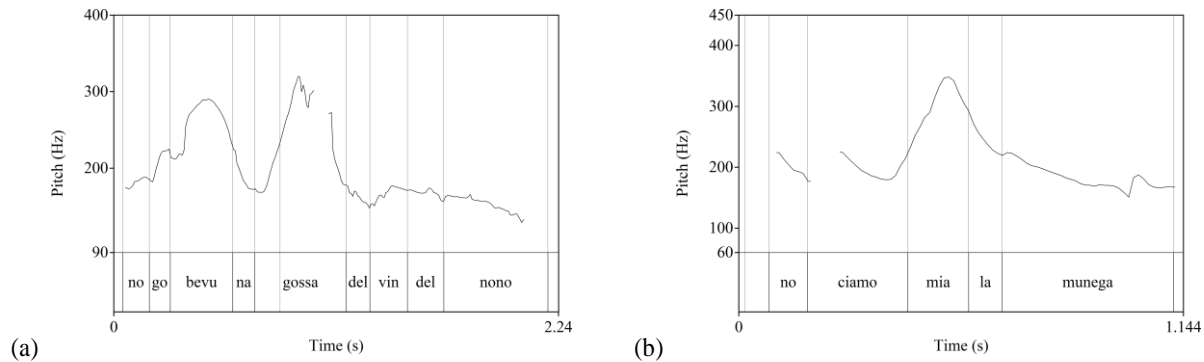 (a)
Pitch (Hz)
400
300
200
90
no go bevu na gossa del vin del nono
0
2.24
Time (s)
(b)
Pitch (Hz)
450
400
300
200
100
60
no ciamo mia la munega
0
1.144
Time (s)